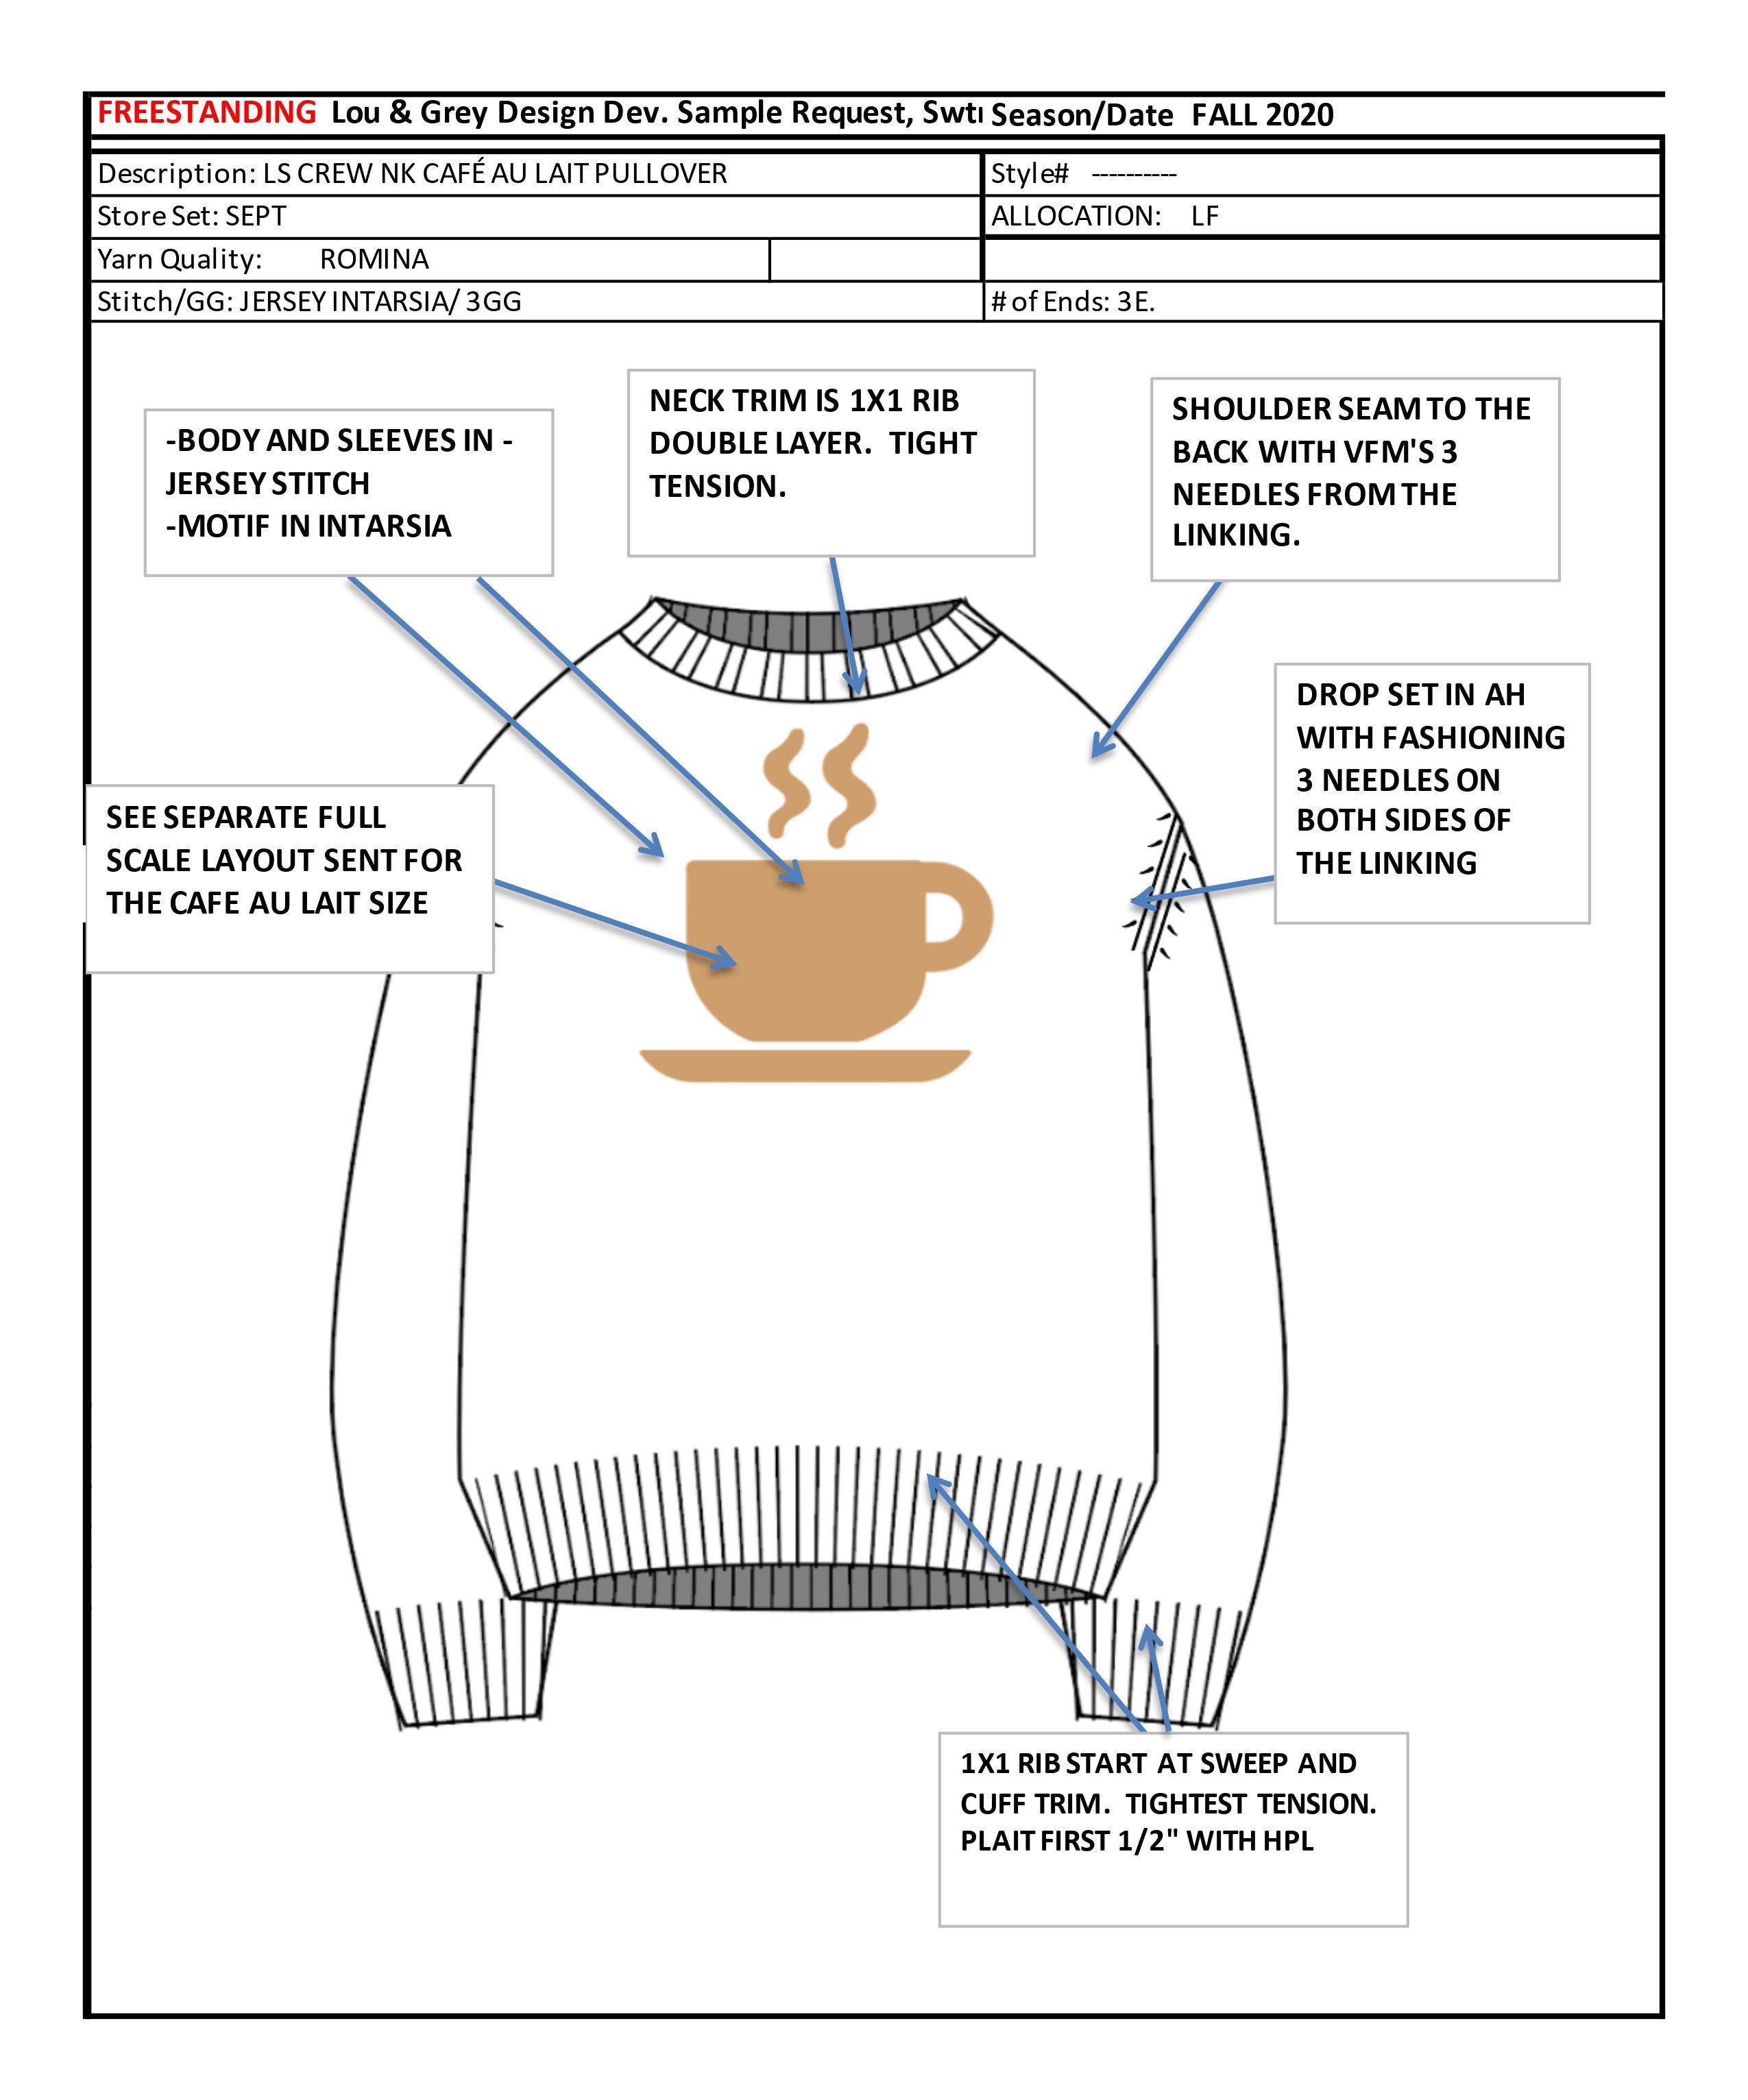 FREESTANDING Lou & Grey Design Dev. Sample Request, Swtr Season/Date FALL 2020
Description: LS CREW NK CAFÉ AU LAIT PULLOVER Style# ----------
Store Set: SEPT ALLOCATION: LF
Yarn Quality: ROMINA
Stitch/GG: JERSEY INTARSIA/ 3GG # of Ends: 3E.
-BODY AND SLEEVES IN -
JERSEY STITCH
-MOTIF IN INTARSIA
NECK TRIM IS 1X1 RIB
DOUBLE LAYER. TIGHT
TENSION.
SHOULDER SEAM TO THE
BACK WITH VFM'S 3
NEEDLES FROM THE
LINKING.
DROP SET IN AH
WITH FASHIONING
3 NEEDLES ON
BOTH SIDES OF
THE LINKING
SEE SEPARATE FULL
SCALE LAYOUT SENT FOR
THE CAFE AU LAIT SIZE
1X1 RIB START AT SWEEP AND
CUFF TRIM. TIGHTEST TENSION.
PLAIT FIRST 1/2" WITH HPL